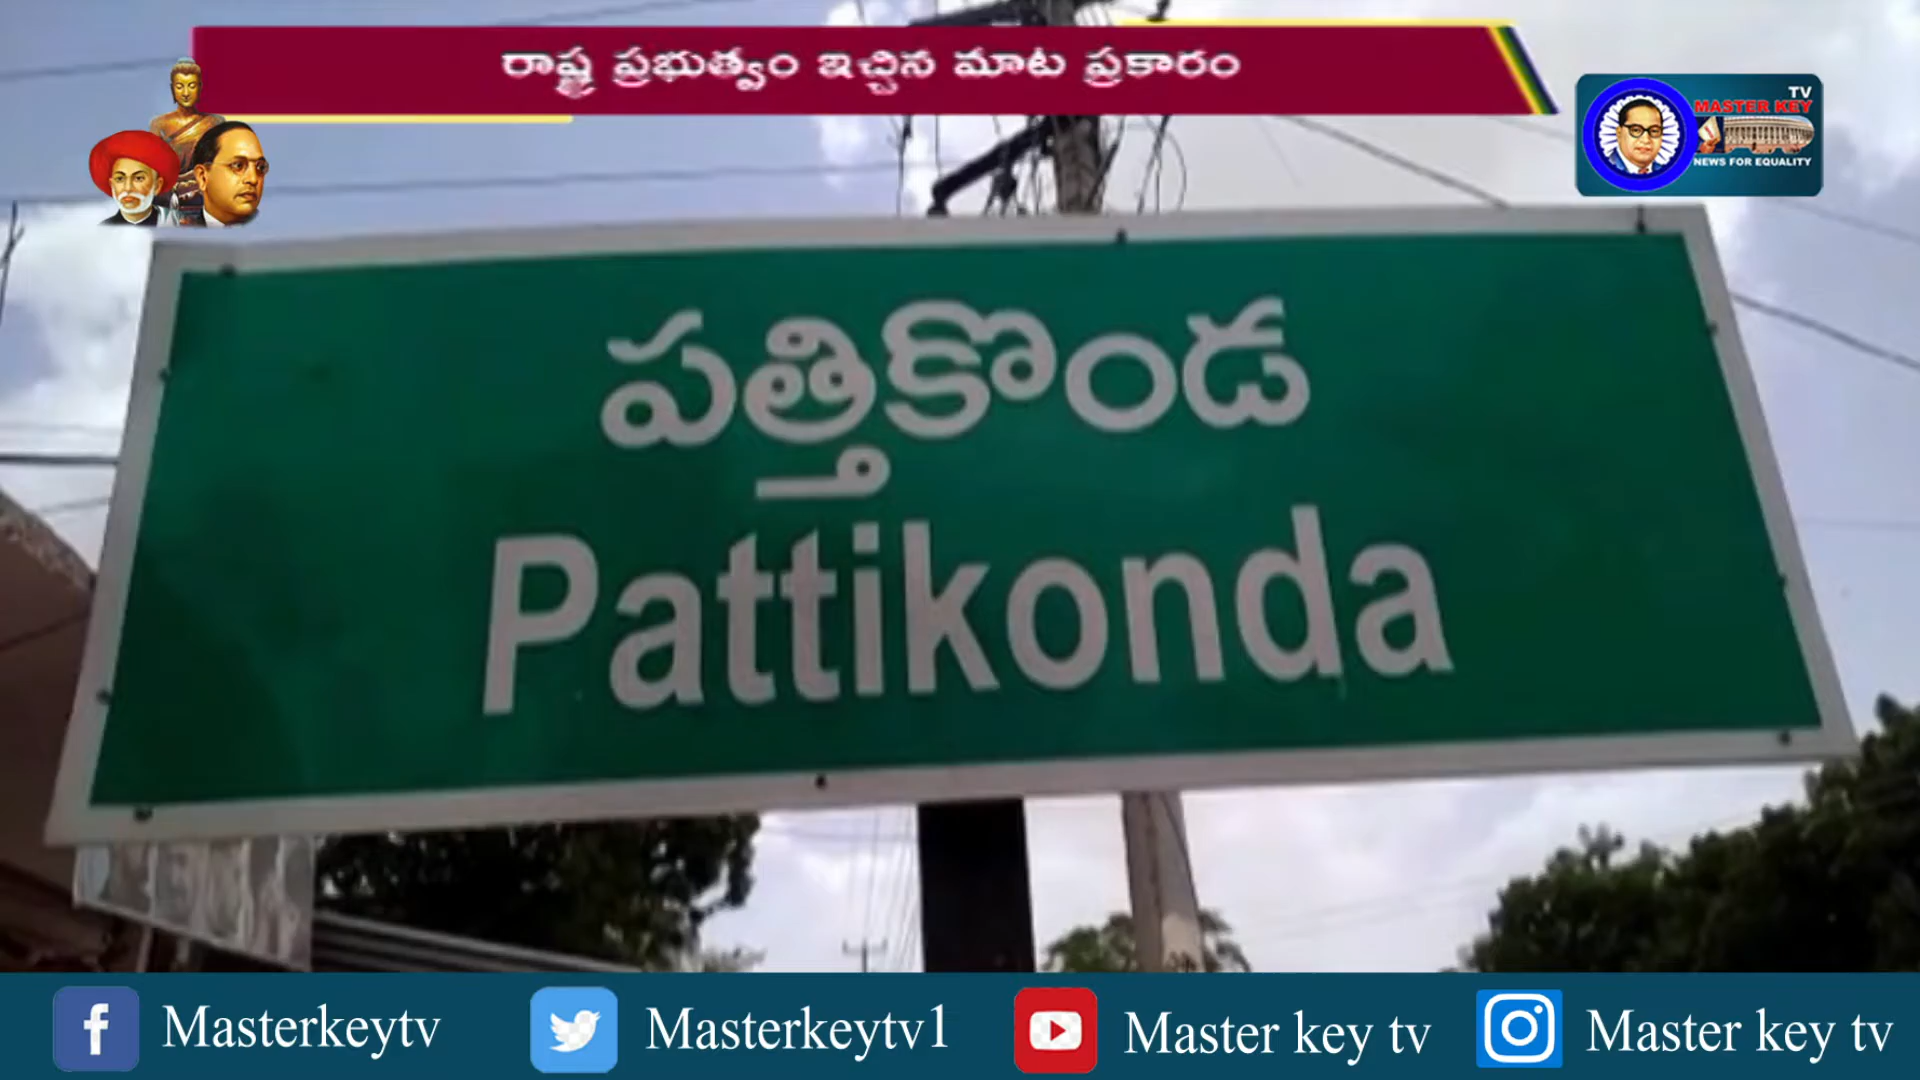 రాష్ట్ర ప్రభుత్వం ఇచ్చిన మాట ప్రకారం
TV
MASTER KEY
NEWS FOR EQUALITY
పత్తికొండ
Pattikonda
Masterkeytv
Masterkeytv1
Master key tv
Master key tv